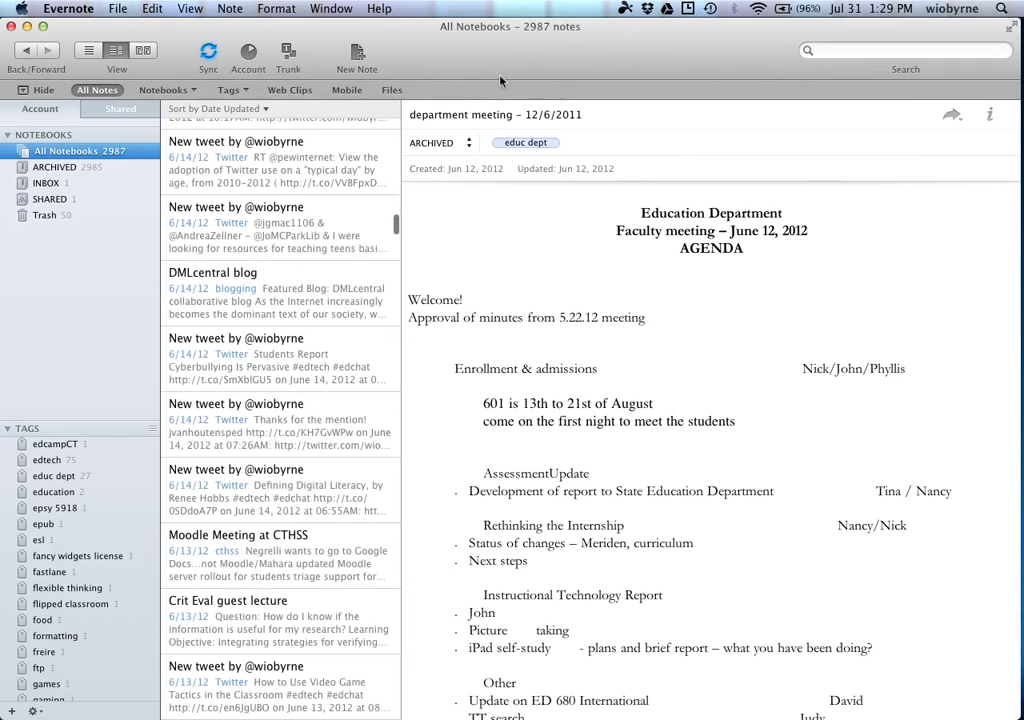 Evernote File Edit View Note Format Window Help (96%) Jul 31 1:29 PM wiobyrne
All Notebooks – 2987 notes
Back/Forward View Sync Account Trunk New Note Search
Hide All Notes Notebooks Tags Web Clips Mobile Files
Account Shared
NOTEBOOKS
All Notebooks 2987
ARCHIVED 2985
INBOX 1
SHARED 1
Trash 50
TAGS
edcampCT 1
edtech 75
educ dept 27
education 2
epsy 5918 1
epub 1
esl 1
fancy widgets license 1
fastlane 1
flexible thinking 1
flipped classroom 1
food 1
formatting 1
freire 1
ftp 1
games 1
gaming
Sort by Date Updated
New tweet by @wiobyrne
6/14/12 Twitter RT @pewinternet: View the
adoption of Twitter use on a "typical day" by
age, from 2010-2012 ( http://t.co/VVBFpxD...
New tweet by @wiobyrne
6/14/12 Twitter @jgmac1106 &
@AndreaZellner - @JoMCParkLib & I were
looking for resources for teaching teens basi...
DMLcentral blog
6/14/12 blogging Featured Blog: DMLcentral
collaborative blog As the Internet increasingly
becomes the dominant text of our society, w...
New tweet by @wiobyrne
6/14/12 Twitter Students Report
Cyberbullying Is Pervasive #edtech #edchat
http://t.co/SmXblGU5 on June 14, 2012 at 0...
New tweet by @wiobyrne
6/14/12 Twitter Thanks for the mention!
jvanhoutensped http://t.co/KH7GvWPw on June
14, 2012 at 07:26AM: http://twitter.com/wio...
New tweet by @wiobyrne
6/14/12 Twitter Defining Digital Literacy, by
Renee Hobbs #edtech #edchat http://t.co/
0SDdoA7P on June 14, 2012 at 06:55AM: htt...
Moodle Meeting at CTHSS
6/13/12 cthss Negrelli wants to go to Google
Docs...not Moodle/Mahara updated Moodle
server rollout for students triage support for...
Crit Eval guest lecture
6/13/12 Question: How do I know if the
information is useful for my research? Learning
Objective: Integrating strategies for verifying...
New tweet by @wiobyrne
6/13/12 Twitter How to Use Video Game
Tactics in the Classroom #edtech #edchat
http://t.co/en6JgUBO on June 13, 2012 at 08...
department meeting – 12/6/2011
ARCHIVED educ dept
Created: Jun 12, 2012 Updated: Jun 12, 2012
Education Department
Faculty meeting – June 12, 2012
AGENDA
Welcome!
Approval of minutes from 5.22.12 meeting
Enrollment & admissions Nick/John/Phyllis
601 is 13th to 21st of August
come on the first night to meet the students
AssessmentUpdate
. Development of report to State Education Department Tina / Nancy
Rethinking the Internship Nancy/Nick
. Status of changes – Meriden, curriculum
. Next steps
Instructional Technology Report
. John
. Picture taking
. iPad self-study - plans and brief report – what you have been doing?
Other
. Update on ED 680 International David
. TT search Judy